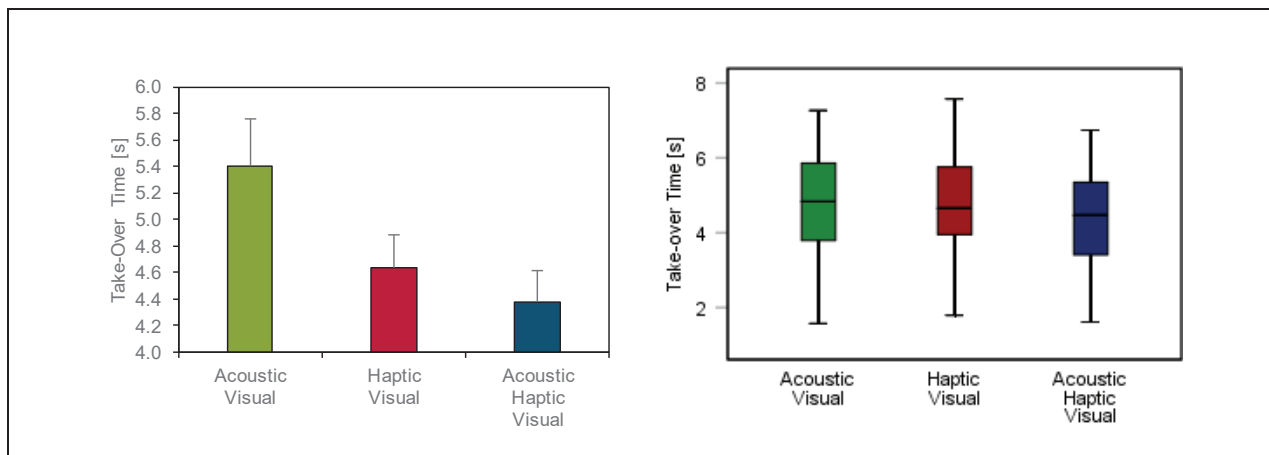 Take-Over Time [s]
6.0
5.8
5.6
5.4
5.2
5.0
4.8
4.6
4.4
4.2
4.0
Acoustic
Visual
Haptic
Visual
Acoustic
Haptic
Visual
Take-over Time [s]
8
6
4
2
Acoustic
Visual
Haptic
Visual
Acoustic
Haptic
Visual